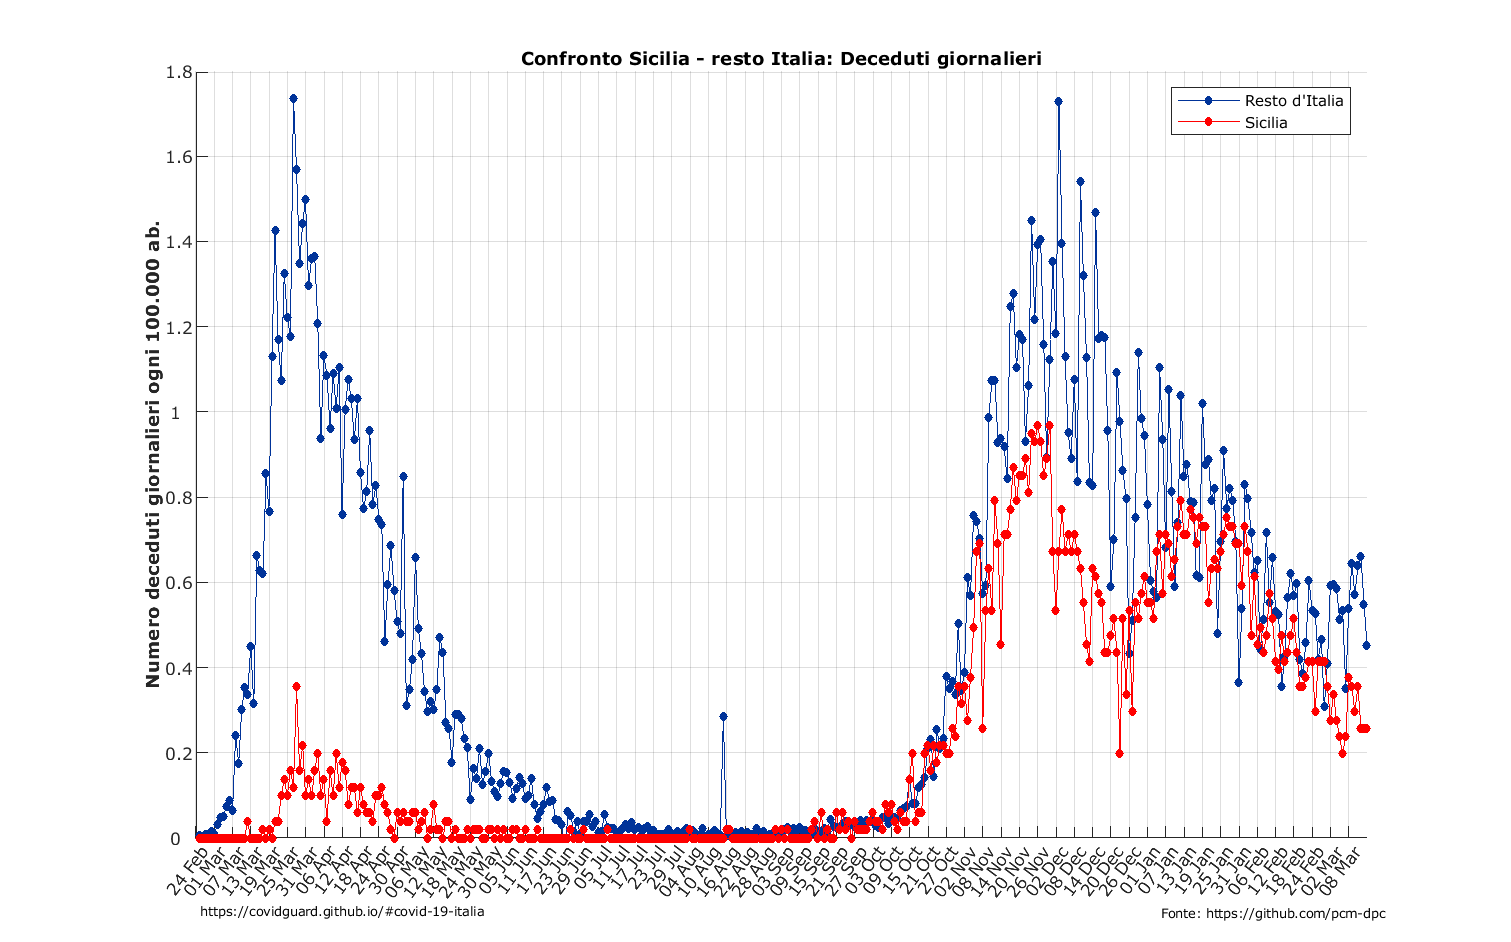 Confronto Sicilia - resto Italia: Deceduti giornalieri
Numero deceduti giornalieri ogni 100.000 ab.
1.8
1.6
1.4
1.2
1
0.8
0.6
0.4
0.2
0
Resto d'Italia
Sicilia
24 Feb
01 Mar
07 Mar
13 Mar
19 Mar
25 Mar
31 Mar
06 Apr
12 Apr
18 Apr
24 Apr
30 Apr
06 May
12 May
18 May
24 May
30 May
05 Jun
11 Jun
17 Jun
23 Jun
29 Jun
05 Jul
11 Jul
17 Jul
23 Jul
29 Jul
04 Aug
10 Aug
16 Aug
22 Aug
28 Aug
03 Sep
09 Sep
15 Sep
21 Sep
27 Sep
03 Oct
09 Oct
15 Oct
21 Oct
27 Oct
02 Nov
08 Nov
14 Nov
20 Nov
26 Nov
02 Dec
08 Dec
14 Dec
20 Dec
26 Dec
01 Jan
07 Jan
13 Jan
19 Jan
25 Jan
31 Jan
06 Feb
12 Feb
18 Feb
24 Feb
02 Mar
08 Mar
https://covidguard.github.io/#covid-19-italia
Fonte: https://github.com/pcm-dpc